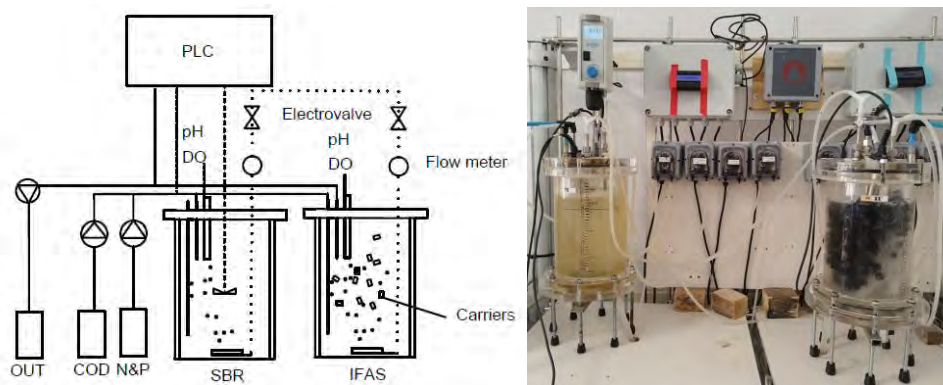 PLC
Electrovalve
pH
DO
pH
DO
Flow meter
Carriers
OUT
COD
N&P
SBR
IFAS